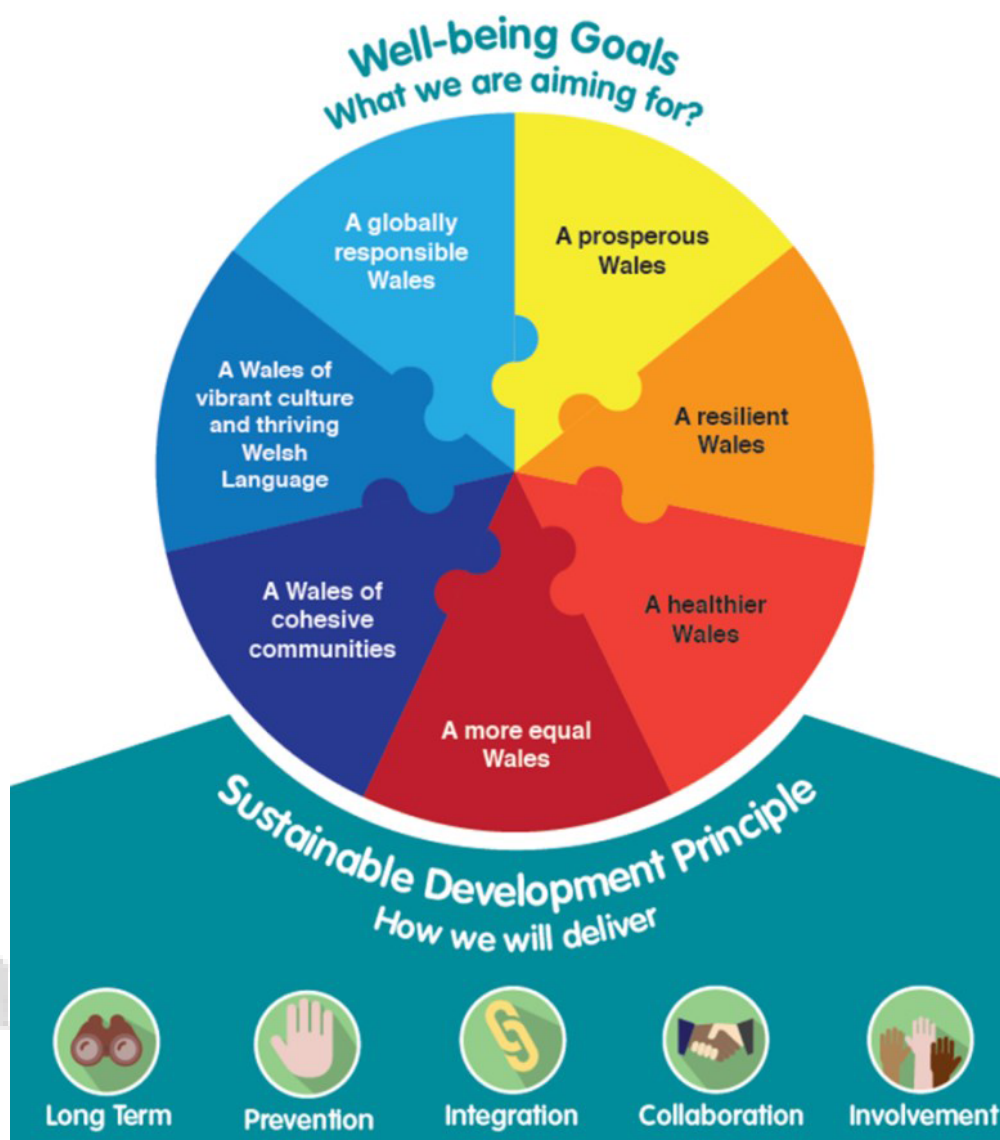 Well-being Goals
What we are aiming for?
A globally
responsible
Wales
A prosperous
Wales
A Wales of
vibrant culture
and thriving
Welsh
Language
A resilient
Wales
A Wales of
cohesive
communities
A healthier
Wales
A more equal
Wales
Sustainable Development Principle
How we will deliver
Long Term
Prevention
Integration
Collaboration
Involvement